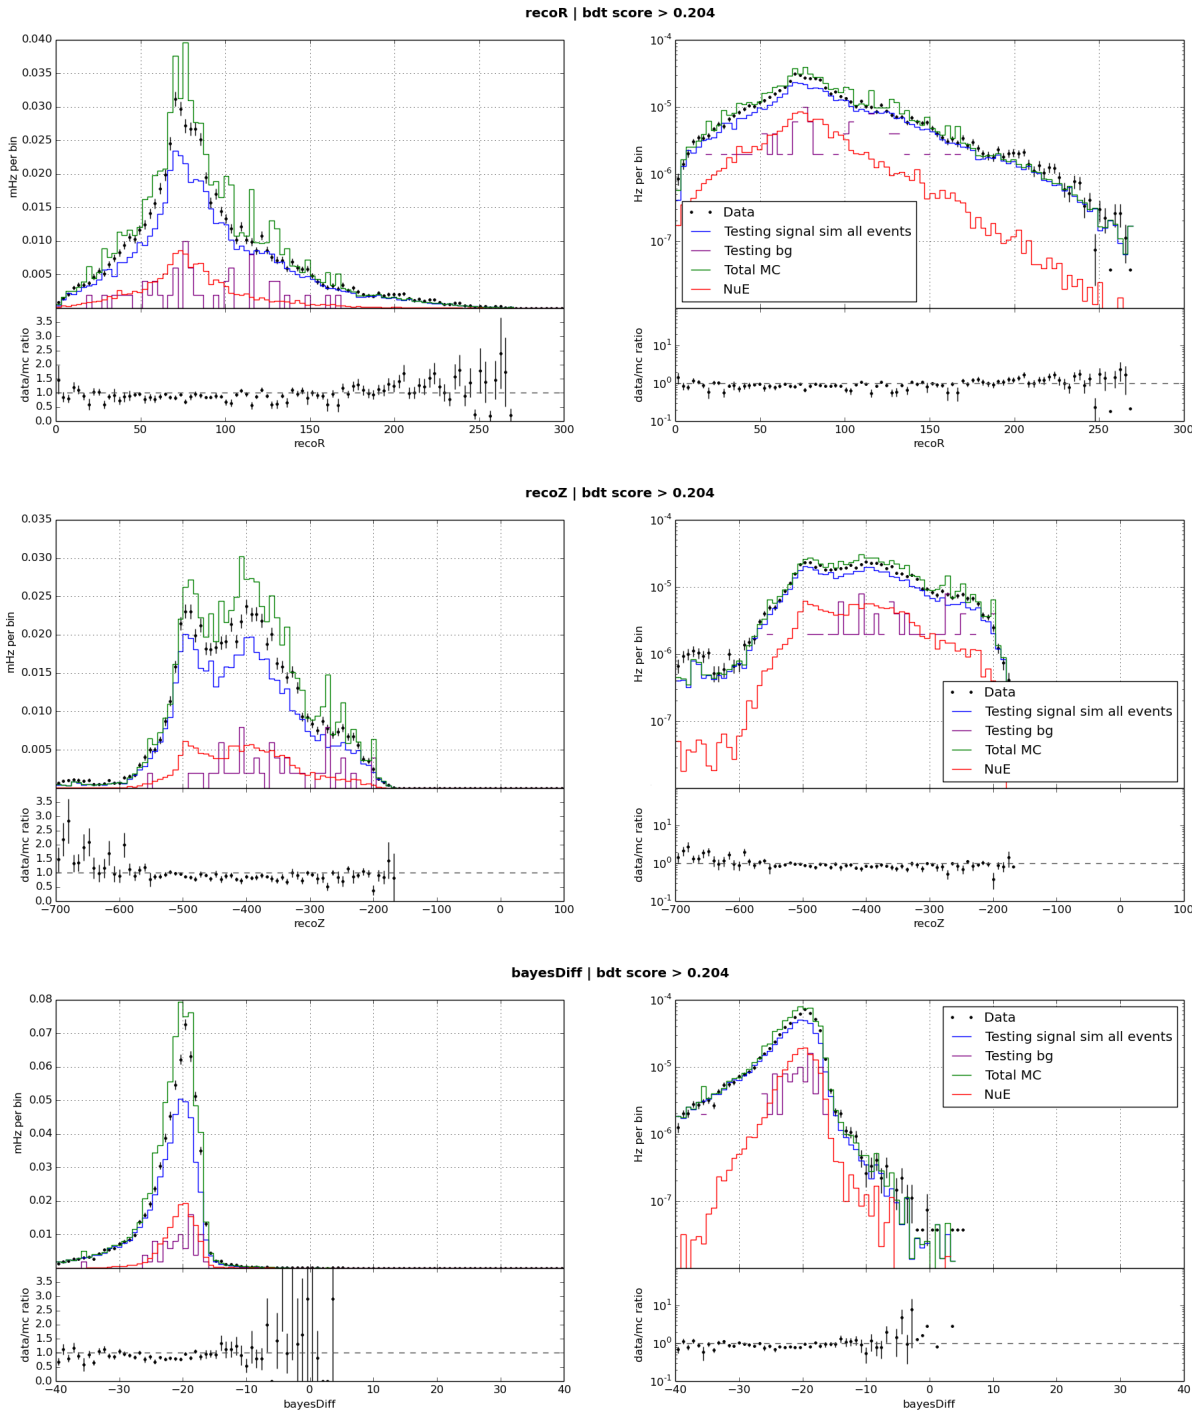 recoR | bdt score > 0.204
0.040
0.035
0.030
0.025
0.020
0.015
0.010
0.005
mHz per bin
3.5
3.0
2.5
2.0
1.5
1.0
0.5
0.0
data/mc ratio
0 50 100 150 200 250 300
recoR
10-4
10-5
10-6
10-7
Hz per bin
Data
Testing signal sim all events
Testing bg
Total MC
NuE
101
100
10-1
data/mc ratio
0 50 100 150 200 250 300
recoR
recoZ | bdt score > 0.204
0.035
0.030
0.025
0.020
0.015
0.010
0.005
mHz per bin
3.5
3.0
2.5
2.0
1.5
1.0
0.5
0.0
data/mc ratio
−700 −600 −500 −400 −300 −200 −100 0 100
recoZ
10-4
10-5
10-6
10-7
Hz per bin
Data
Testing signal sim all events
Testing bg
Total MC
NuE
101
100
10-1
data/mc ratio
−700 −600 −500 −400 −300 −200 −100 0 100
recoZ
bayesDiff | bdt score > 0.204
0.08
0.07
0.06
0.05
0.04
0.03
0.02
0.01
mHz per bin
3.5
3.0
2.5
2.0
1.5
1.0
0.5
0.0
data/mc ratio
−40 −30 −20 −10 0 10 20 30 40
bayesDiff
10-4
10-5
10-6
10-7
Hz per bin
Data
Testing signal sim all events
Testing bg
Total MC
NuE
101
100
10-1
data/mc ratio
−40 −30 −20 −10 0 10 20 30 40
bayesDiff